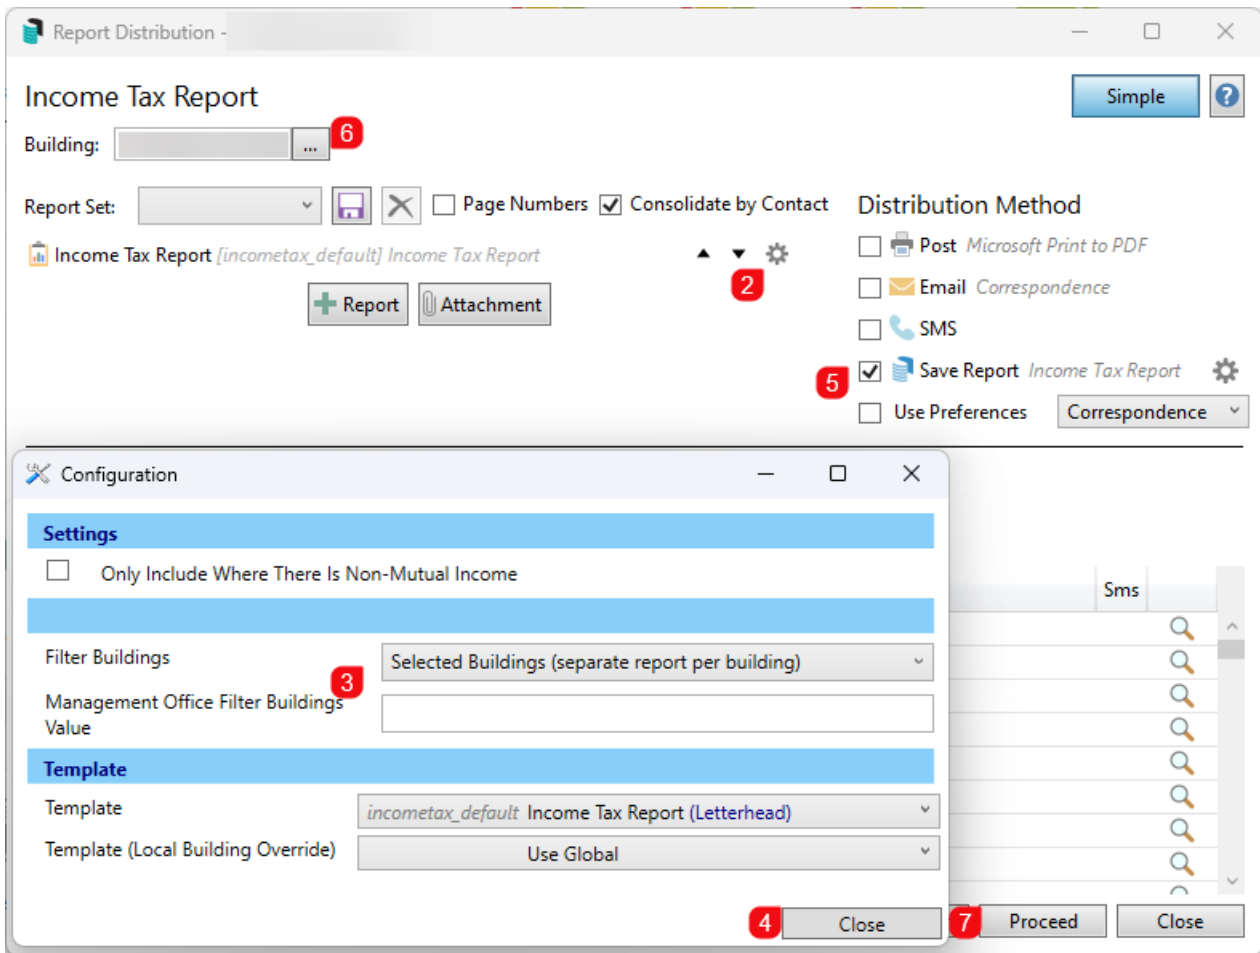 Report Distribution -
Income Tax Report
Simple
?
Building:
...
6
Report Set:
Page Numbers
Consolidate by Contact
Distribution Method
Income Tax Report [incometax_default] Income Tax Report
2
Post Microsoft Print to PDF
Report
Attachment
Email Correspondence
SMS
5
Save Report Income Tax Report
Use Preferences
Correspondence
Configuration
Settings
Only Include Where There Is Non-Mutual Income
Sms
Filter Buildings
Selected Buildings (separate report per building)
3
Management Office Filter Buildings
Value
Template
Template
incometax_default Income Tax Report (Letterhead)
Template (Local Building Override)
Use Global
4
Close
7
Proceed
Close